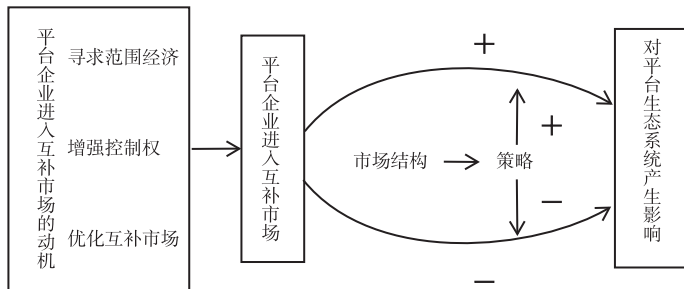 平台企业进入互补市场的动机
寻求范围经济
增强控制权
优化互补市场
平台企业进入互补市场
+
市场结构
策略
+
−
−
对平台生态系统产生影响